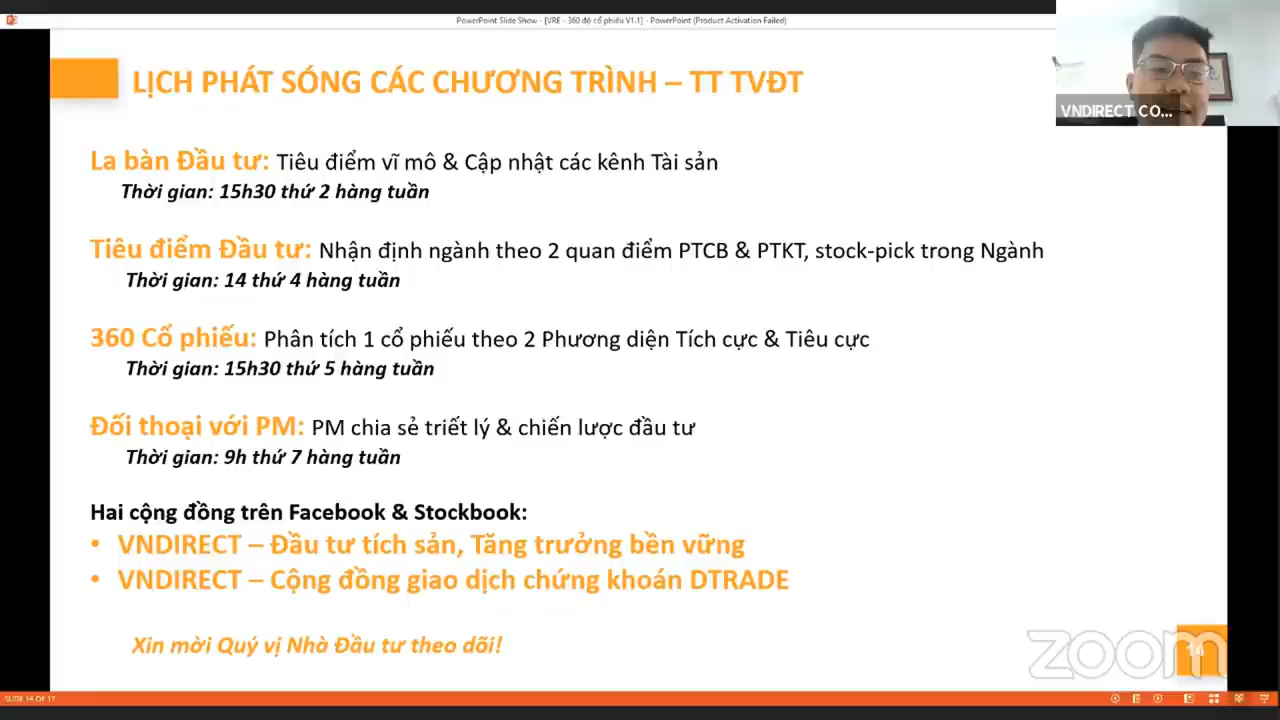 PowerPoint Slide Show - [VRE - 360 độ cổ phiếu V1.1] - PowerPoint (Product Activation Failed)
VNDIRECT CO...
LỊCH PHÁT SÓNG CÁC CHƯƠNG TRÌNH – TT TVĐT
La bàn Đầu tư: Tiêu điểm vĩ mô & Cập nhật các kênh Tài sản
Thời gian: 15h30 thứ 2 hàng tuần
Tiêu điểm Đầu tư: Nhận định ngành theo 2 quan điểm PTCB & PTKT, stock-pick trong Ngành
Thời gian: 14 thứ 4 hàng tuần
360 Cổ phiếu: Phân tích 1 cổ phiếu theo 2 Phương diện Tích cực & Tiêu cực
Thời gian: 15h30 thứ 5 hàng tuần
Đối thoại với PM: PM chia sẻ triết lý & chiến lược đầu tư
Thời gian: 9h thứ 7 hàng tuần
Hai cộng đồng trên Facebook & Stockbook:
• VNDIRECT – Đầu tư tích sản, Tăng trưởng bền vững
• VNDIRECT – Cộng đồng giao dịch chứng khoán DTRADE
Xin mời Quý vị Nhà Đầu tư theo dõi!
zoom
SLIDE 14 OF 17